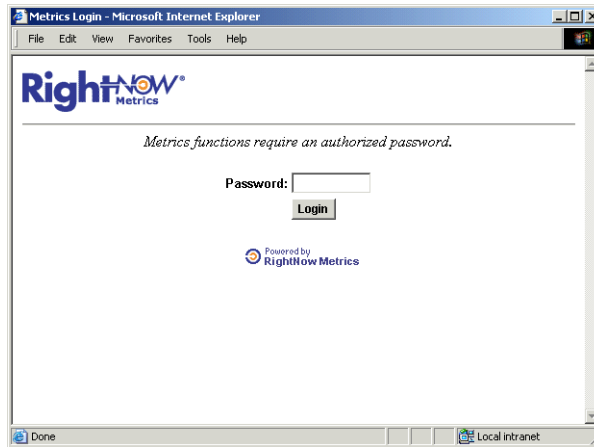 Metrics Login - Microsoft Internet Explorer
File Edit View Favorites Tools Help
RightNOW®
Metrics
Metrics functions require an authorized password.
Password:
Login
Powered by
RightNow Metrics
Done Local intranet